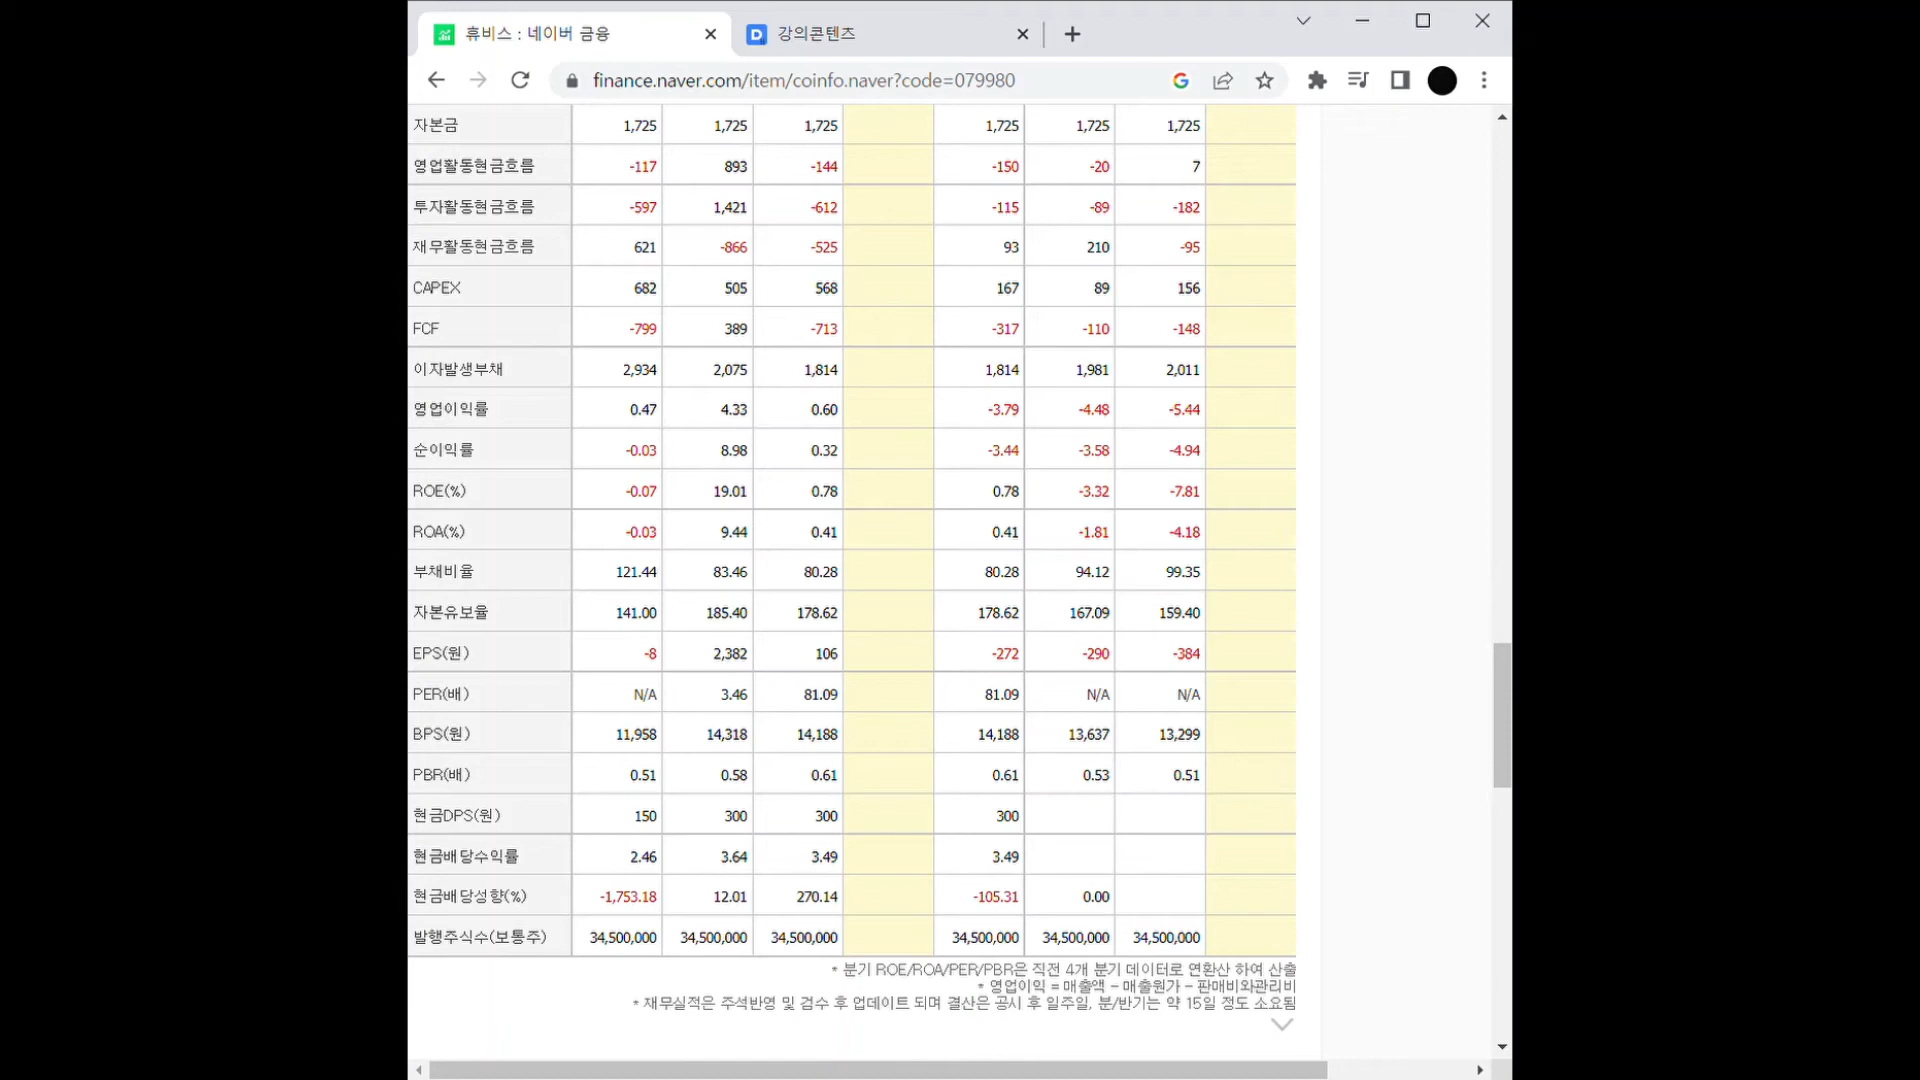 휴비스 : 네이버 금융
강의콘텐츠
finance.naver.com/item/coinfo.naver?code=079980
자본금 1,725 1,725 1,725 1,725 1,725 1,725
영업활동현금흐름 -117 893 -144 -150 -20 7
투자활동현금흐름 -597 1,421 -612 -115 -89 -182
재무활동현금흐름 621 -866 -525 93 210 -95
CAPEX 682 505 568 167 89 156
FCF -799 389 -713 -317 -110 -148
이자발생부채 2,934 2,075 1,814 1,814 1,981 2,011
영업이익률 0.47 4.33 0.60 -3.79 -4.48 -5.44
순이익률 -0.03 8.98 0.32 -3.44 -3.58 -4.94
ROE(%) -0.07 19.01 0.78 0.78 -3.32 -7.81
ROA(%) -0.03 9.44 0.41 0.41 -1.81 -4.18
부채비율 121.44 83.46 80.28 80.28 94.12 99.35
자본유보율 141.00 185.40 178.62 178.62 167.09 159.40
EPS(원) -8 2,382 106 -272 -290 -384
PER(배) N/A 3.46 81.09 81.09 N/A N/A
BPS(원) 11,958 14,318 14,188 14,188 13,637 13,299
PBR(배) 0.51 0.58 0.61 0.61 0.53 0.51
현금DPS(원) 150 300 300 300
현금배당수익률 2.46 3.64 3.49 3.49
현금배당성향(%) -1,753.18 12.01 270.14 -105.31 0.00
발행주식수(보통주) 34,500,000 34,500,000 34,500,000 34,500,000 34,500,000 34,500,000
* 분기 ROE/ROA/PER/PBR은 직전 4개 분기 데이터로 연환산 하여 산출
* 영업이익 = 매출액 - 매출원가 - 판매비와관리비
* 재무실적은 주석반영 및 검수 후 업데이트 되며 결산은 공시 후 일주일, 분/반기는 약 15일 정도 소요됨